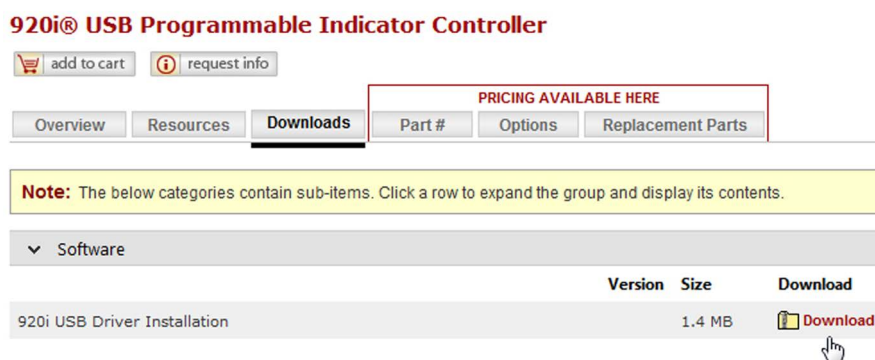 920i® USB Programmable Indicator Controller
add to cart request info
PRICING AVAILABLE HERE
Overview Resources Downloads Part # Options Replacement Parts
Note: The below categories contain sub-items. Click a row to expand the group and display its contents.
Software
Version Size Download
920i USB Driver Installation 1.4 MB Download